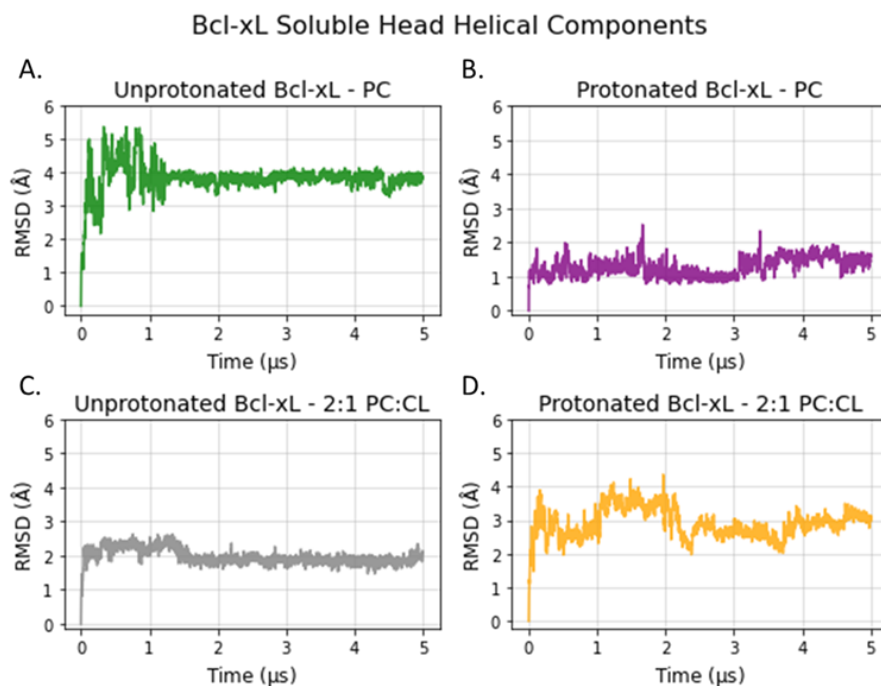 Bcl-xL Soluble Head Helical Components
A.
Unprotonated Bcl-xL - PC
6
5
4
3
2
1
0
RMSD (Å)
0 1 2 3 4 5
Time (μs)
B.
Protonated Bcl-xL - PC
6
5
4
3
2
1
0
RMSD (Å)
0 1 2 3 4 5
Time (μs)
C.
Unprotonated Bcl-xL - 2:1 PC:CL
6
5
4
3
2
1
0
RMSD (Å)
0 1 2 3 4 5
Time (μs)
D.
Protonated Bcl-xL - 2:1 PC:CL
6
5
4
3
2
1
0
RMSD (Å)
0 1 2 3 4 5
Time (μs)